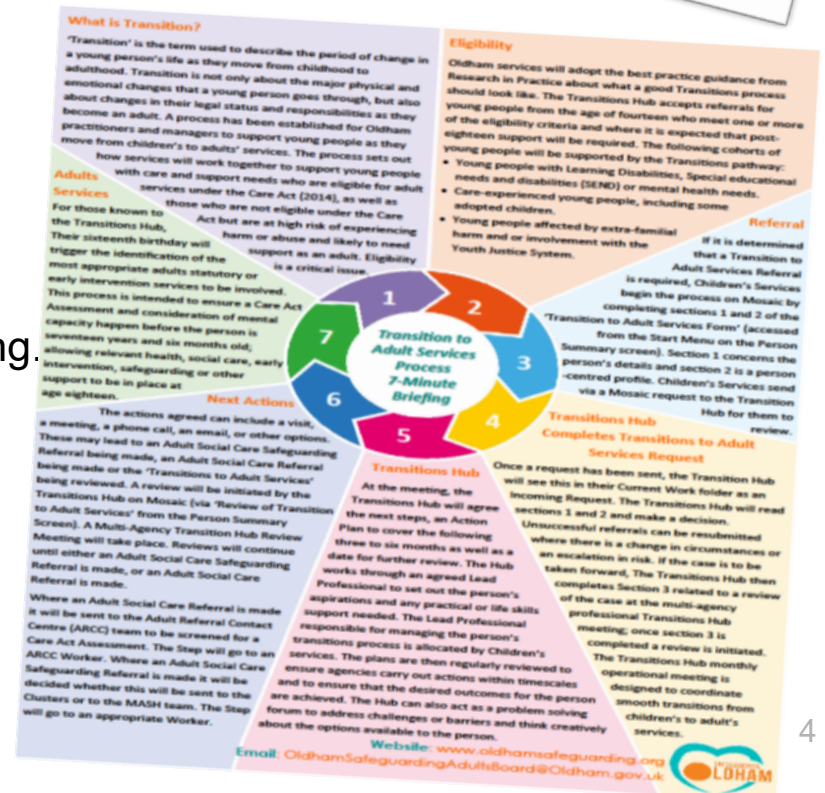 What is Transition?
'Transition' is the term used to describe the period of change in
a young person's life as they move from childhood to
adulthood. Transition is not only about the major physical and
emotional changes that a young person goes through, but also
about changes in their legal status and responsibilities as they
become an adult. A process has been established for Oldham
practitioners and managers to support young people as they
move from children's to adults' services. The process sets out
how services will work together to support young people
with care and support needs who are eligible for adult
services under the Care Act (2014), as well as
those who are not eligible under the Care
Act but are at high risk of experiencing
harm or abuse and likely to need
support as an adult. Eligibility
is a critical issue.
Eligibility
Oldham services will adopt the best practice guidance from
Research in Practice about what a good Transitions process
should look like. The Transitions Hub accepts referrals for
young people from the age of fourteen who meet one or more
of the eligibility criteria and where it is expected that post-
eighteen support will be required. The following cohorts of
young people will be supported by the Transitions pathway:
• Young people with Learning Disabilities, Special educational
needs and disabilities (SEND) or mental health needs.
• Care-experienced young people, including some
adopted children.
• Young people affected by extra-familial
harm and or involvement with the
Youth Justice System.
Referral
If it is determined
that a Transition to
Adult Services Referral
is required, Children's Services
begin the process on Mosaic by
completing sections 1 and 2 of the
'Transition to Adult Services Form' (accessed
from the Start Menu on the Person
Summary screen). Section 1 concerns the
person's details and section 2 is a person
-centred profile. Children's Services send
via a Mosaic request to the Transition
Hub for them to
review.
Transitions Hub
Completes Transitions to Adult
Services Request
Once a request has been sent, the Transition Hub
will see this in their Current Work folder as an
Incoming Request. The Transitions Hub will read
sections 1 and 2 and make a decision.
Unsuccessful referrals can be resubmitted
where there is a change in circumstances or
an escalation in risk. If the case is to be
taken forward, The Transitions Hub then
completes Section 3 related to a review
of the case at the multi-agency
professional Transitions Hub
meeting; once section 3 is
completed a review is initiated.
The Transitions Hub monthly
operational meeting is
designed to coordinate
smooth transitions from
children's to adult's
services.
Transitions Hub
At the meeting, the
Transitions Hub will agree
the next steps, an Action
Plan to cover the following
three to six months as well as a
date for further review. The Hub
works through an agreed Lead
Professional to set out the person's
aspirations and any practical or life skills
support needed. The Lead Professional
responsible for managing the person's
transitions process is allocated by Children's
services. The plans are then regularly reviewed to
ensure agencies carry out actions within timescales
and to ensure that the desired outcomes for the person
are achieved. The Hub can also act as a problem solving
forum to address challenges or barriers and think creatively
about the options available to the person.
Next Actions
The actions agreed can include a visit,
a meeting, a phone call, an email, or other options.
These may lead to an Adult Social Care Safeguarding
Referral being made, an Adult Social Care Referral
being made or the 'Transitions to Adult Services'
being reviewed. A review will be initiated by the
Transitions Hub on Mosaic (via 'Review of Transition
to Adult Services' from the Person Summary
Screen). A Multi-Agency Transition Hub Review
Meeting will take place. Reviews will continue
until either an Adult Social Care Safeguarding
Referral is made, or an Adult Social Care
Referral is made.
Where an Adult Social Care Referral is made
it will be sent to the Adult Referral Contact
Centre (ARCC) team to be screened for a
Care Act Assessment. The Step will go to an
ARCC Worker. Where an Adult Social Care
Safeguarding Referral is made it will be
decided whether this will be sent to the
Clusters or to the MASH team. The Step
will go to an appropriate Worker.
Adults
Services
For those known to
the Transitions Hub,
Their sixteenth birthday will
trigger the identification of the
most appropriate adults statutory or
early intervention services to be involved.
This process is intended to ensure a Care Act
Assessment and consideration of mental
capacity happen before the person is
seventeen years and six months old;
allowing relevant health, social care, early
intervention, safeguarding or other
support to be in place at
age eighteen.
1
2
3
4
5
6
7
Transition to
Adult Services
Process
7-Minute
Briefing
Website: www.oldhamsafeguarding.org
Email: OldhamSafeguardingAdultsBoard@Oldham.gov.uk
OLDHAM
ng.
4